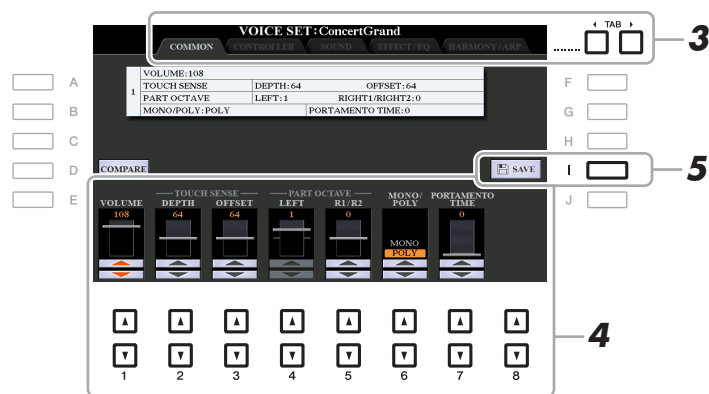 VOICE SET:ConcertGrand
TAB
3
COMMON CONTROLLER SOUND EFFECT/EQ HARMONY/ARP
A
F
VOLUME:108
1
TOUCH SENSE DEPTH:64 OFFSET:64
PART OCTAVE LEFT:1 RIGHT1/RIGHT2:0
MONO/POLY:POLY PORTAMENTO TIME:0
B
G
C
H
D
COMPARE
SAVE
I
5
E
J
TOUCH SENSE PART OCTAVE MONO/ PORTAMENTO
VOLUME DEPTH OFFSET LEFT R1/R2 POLY TIME
108 64 64 1 0 0
MONO
POLY
4
1 2 3 4 5 6 7 8